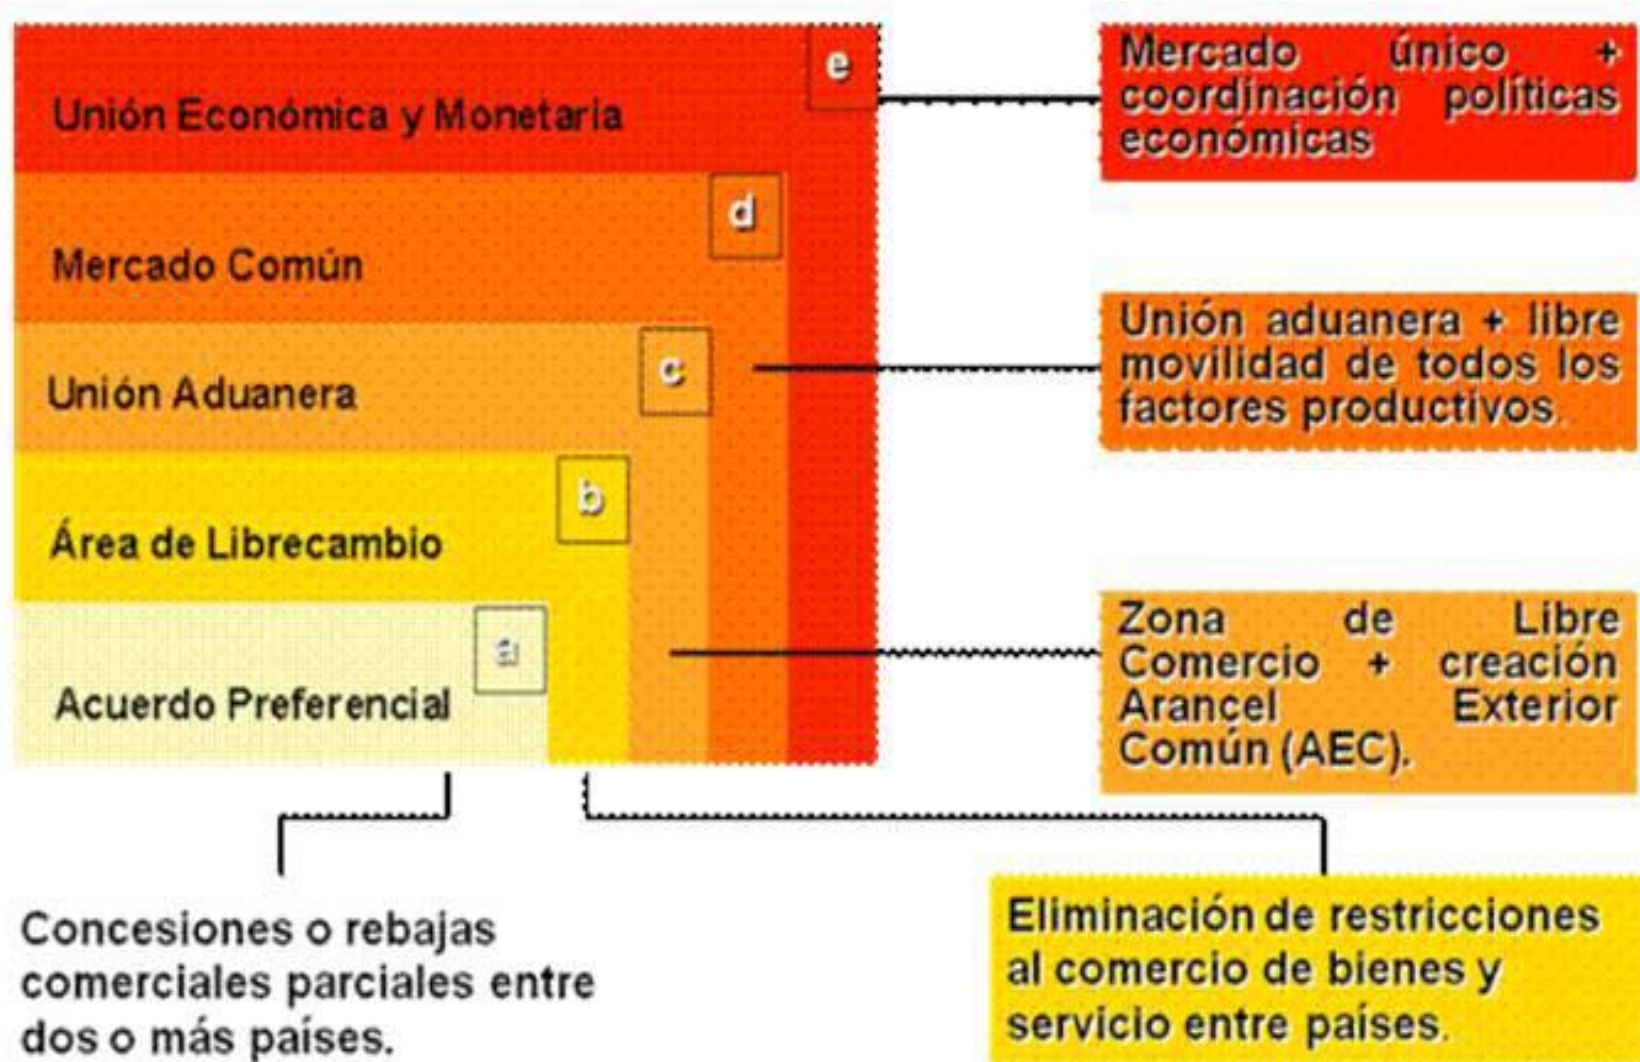 e
Unión Económica y Monetaria
d
Mercado Común
c
Unión Aduanera
b
Área de Librecambio
a
Acuerdo Preferencial
Mercado único +
coordinación políticas
económicas
Unión aduanera + libre
movilidad de todos los
factores productivos.
Zona de Libre
Comercio + creación
Arancel Exterior
Común (AEC).
Concesiones o rebajas
comerciales parciales entre
dos o más países.
Eliminación de restricciones
al comercio de bienes y
servicio entre países.